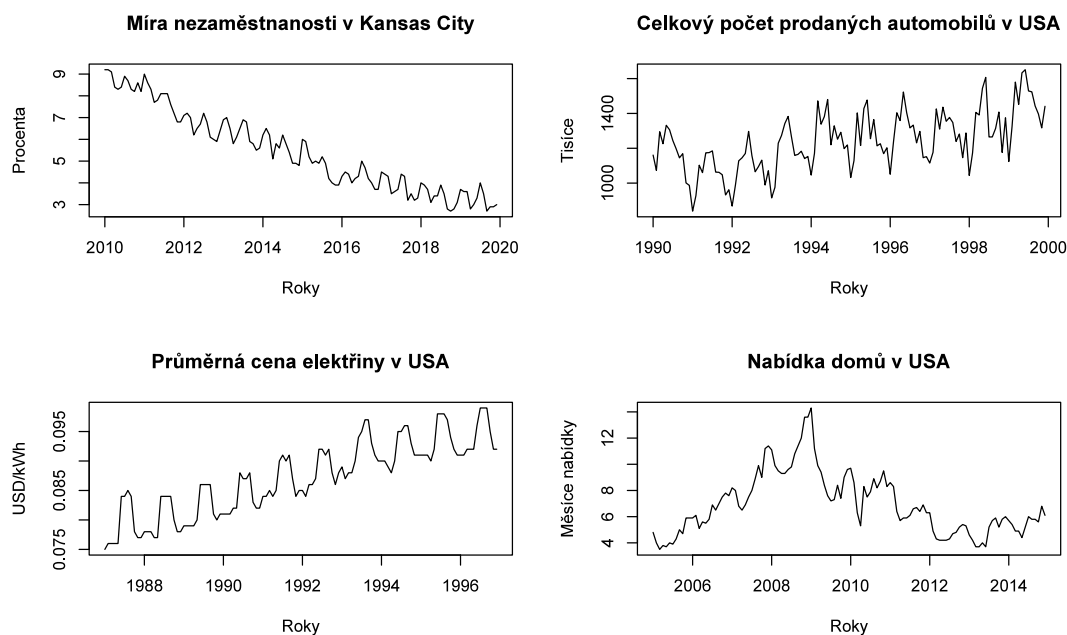 Míra nezaměstnanosti v Kansas City
Procenta
9
7
5
3
2010 2012 2014 2016 2018 2020
Roky
Celkový počet prodaných automobilů v USA
Tisíce
1400
1000
1990 1992 1994 1996 1998 2000
Roky
Průměrná cena elektřiny v USA
USD/kWh
0.095
0.085
0.075
1988 1990 1992 1994 1996
Roky
Nabídka domů v USA
Měsíce nabídky
12
8
6
4
2006 2008 2010 2012 2014
Roky